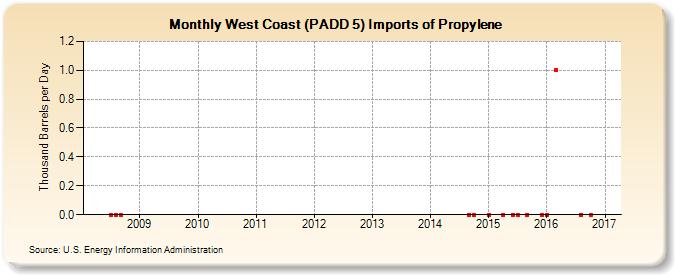 Monthly West Coast (PADD 5) Imports of Propylene
Thousand Barrels per Day
1.2
1.0
0.8
0.6
0.4
0.2
0.0
2009 2010 2011 2012 2013 2014 2015 2016 2017
Source: U.S. Energy Information Administration